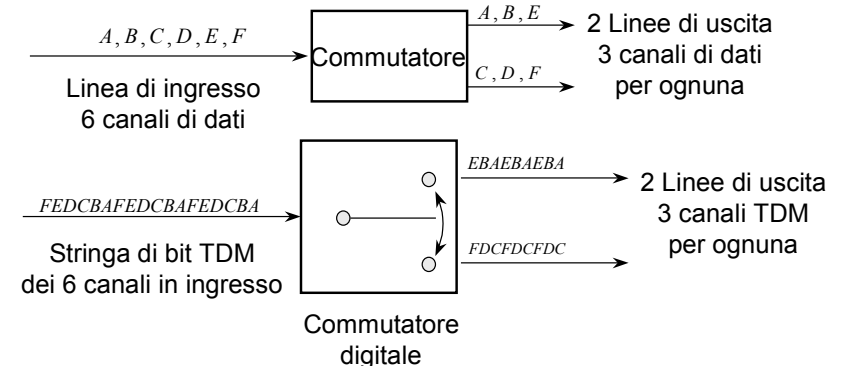 A, B, C, D, E, F
Linea di ingresso
6 canali di dati
Commutatore
A, B, E
C, D, F
2 Linee di uscita
3 canali di dati
per ognuna
FEDCBAFEDCBAFEDCBA
Stringa di bit TDM
dei 6 canali in ingresso
Commutatore
digitale
EBAEBAEBA
FDCFDCFDC
2 Linee di uscita
3 canali TDM
per ognuna